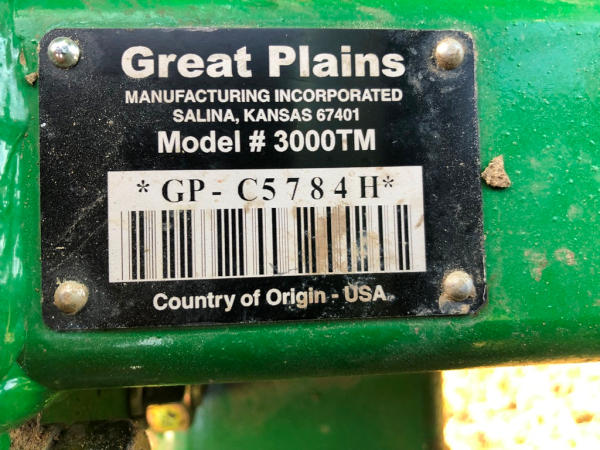 Great Plains
MANUFACTURING INCORPORATED
SALINA, KANSAS 67401
Model # 3000TM
*GP-C5784H*
Country of Origin - USA